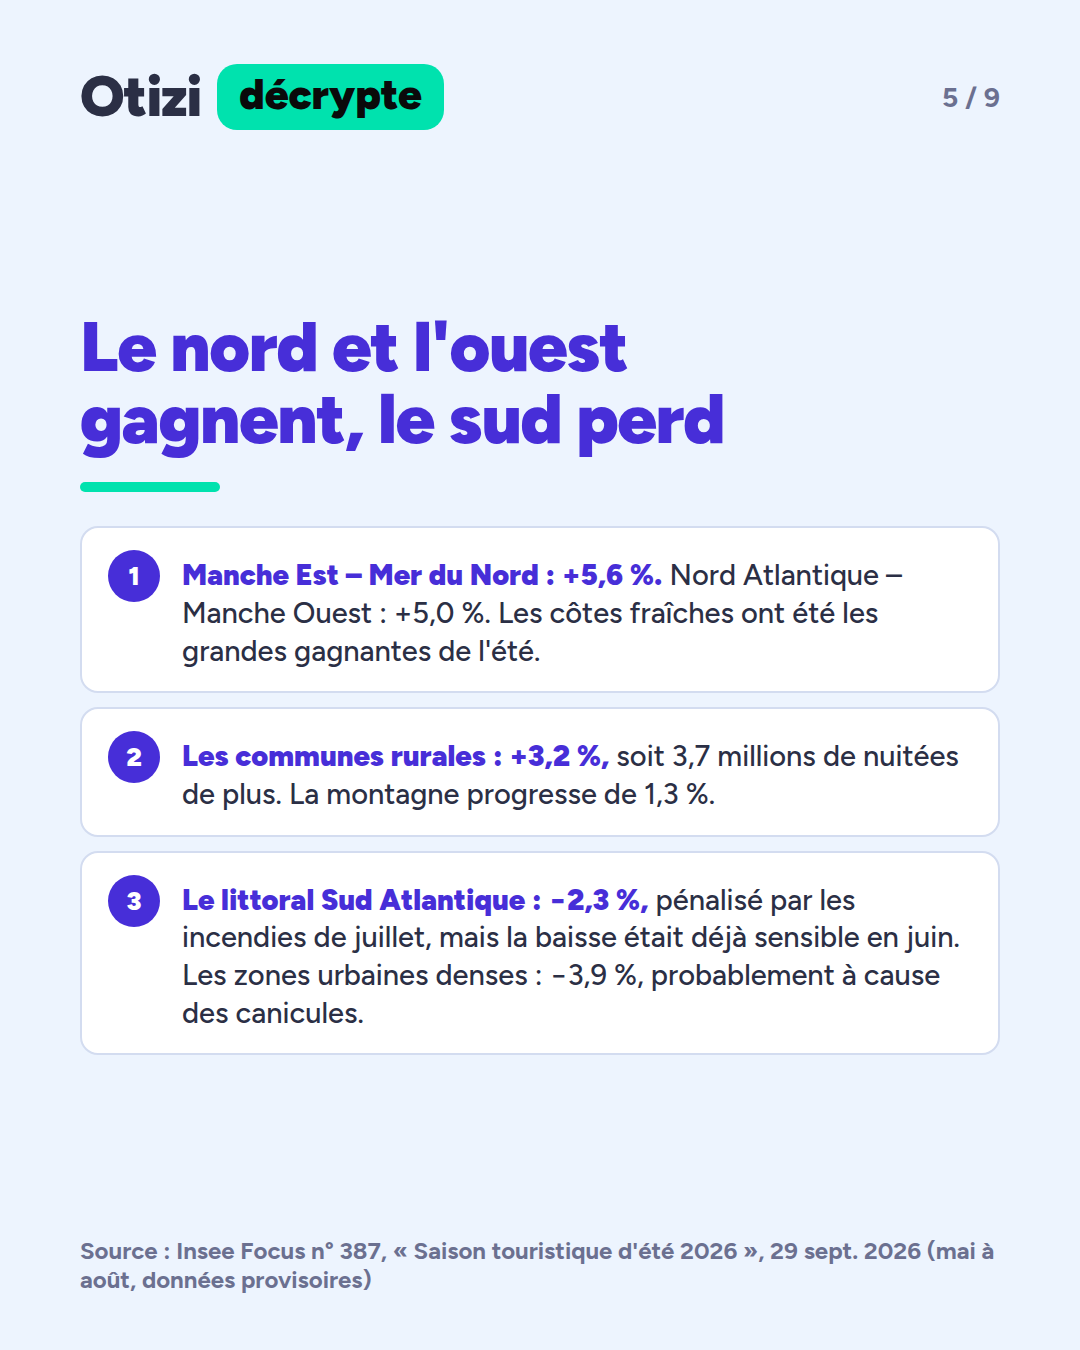 Otizi décrypte
5 / 9
Le nord et l'ouest
gagnent, le sud perd
1
Manche Est – Mer du Nord : +5,6 %. Nord Atlantique –
Manche Ouest : +5,0 %. Les côtes fraîches ont été les
grandes gagnantes de l'été.
2
Les communes rurales : +3,2 %, soit 3,7 millions de nuitées
de plus. La montagne progresse de 1,3 %.
3
Le littoral Sud Atlantique : −2,3 %, pénalisé par les
incendies de juillet, mais la baisse était déjà sensible en juin.
Les zones urbaines denses : −3,9 %, probablement à cause
des canicules.
Source : Insee Focus n° 387, « Saison touristique d'été 2026 », 29 sept. 2026 (mai à
août, données provisoires)